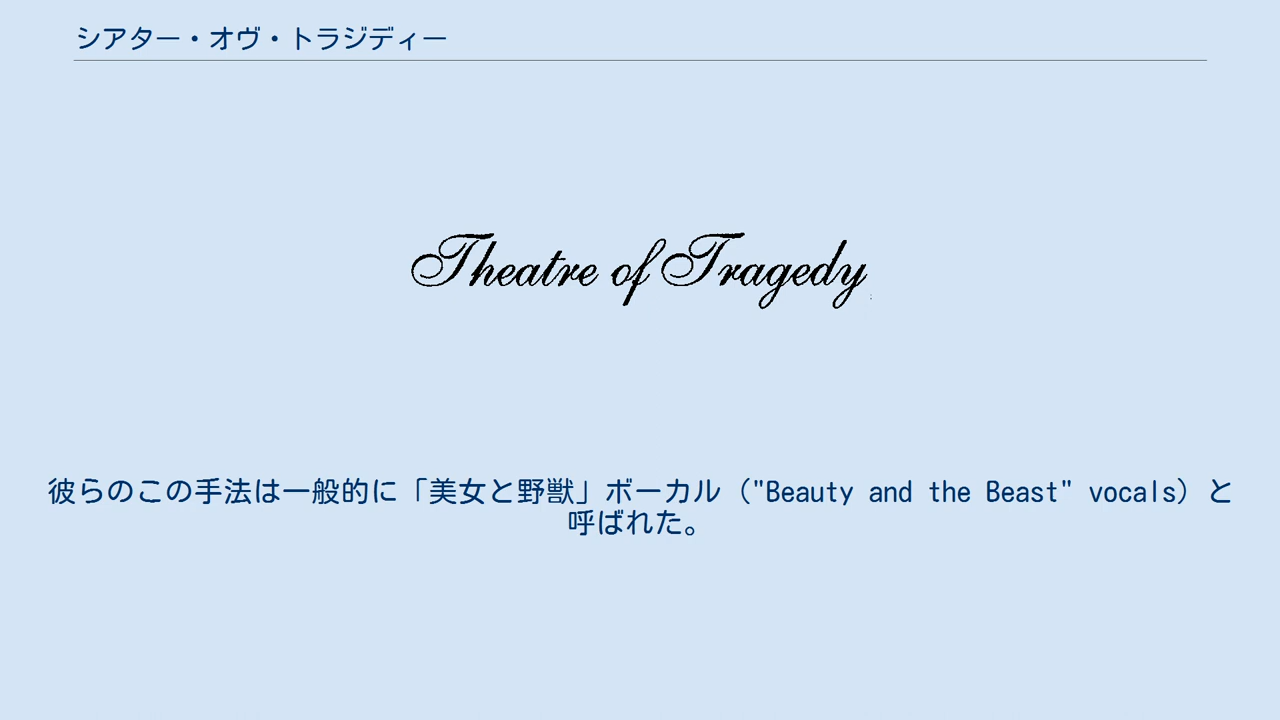 シアター・オヴ・トラジディー
Theatre of Tragedy
彼らのこの手法は一般的に「美女と野獣」ボーカル（"Beauty and the Beast" vocals）と
呼ばれた。